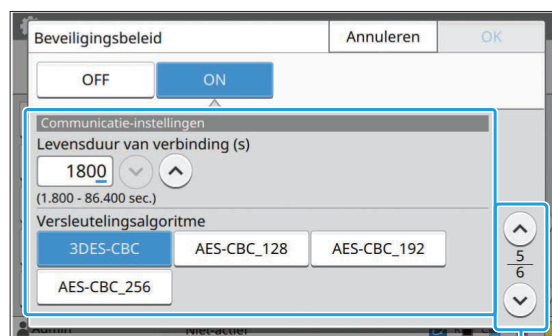 Beveiligingsbeleid Annuleren OK
OFF ON
Communicatie-instellingen
Levensduur van verbinding (s)
1800
(1.800 - 86.400 sec.)
Versleutelingsalgoritme
3DES-CBC AES-CBC_128 AES-CBC_192
AES-CBC_256
5
6
Admin Niet-actief